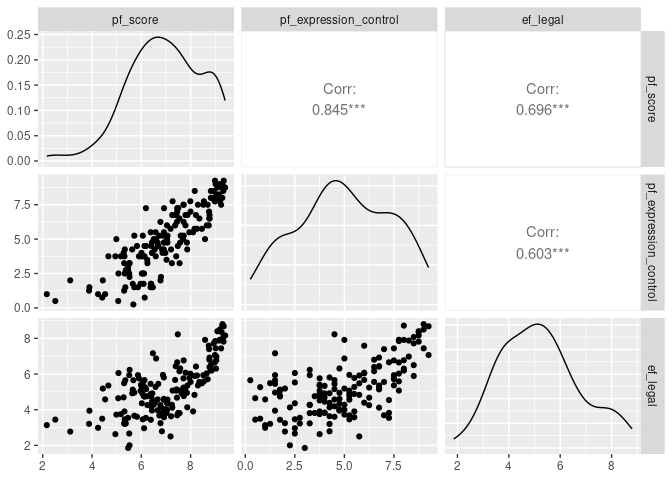 pf_score
pf_expression_control
ef_legal
0.25
0.20
0.15
0.10
0.05
0.00
Corr:
0.845***
Corr:
0.696***
pf_score
7.5
5.0
2.5
0.0
Corr:
0.603***
pf_expression_control
8
6
4
2
ef_legal
2 4 6 8
0.0 2.5 5.0 7.5
2 4 6 8